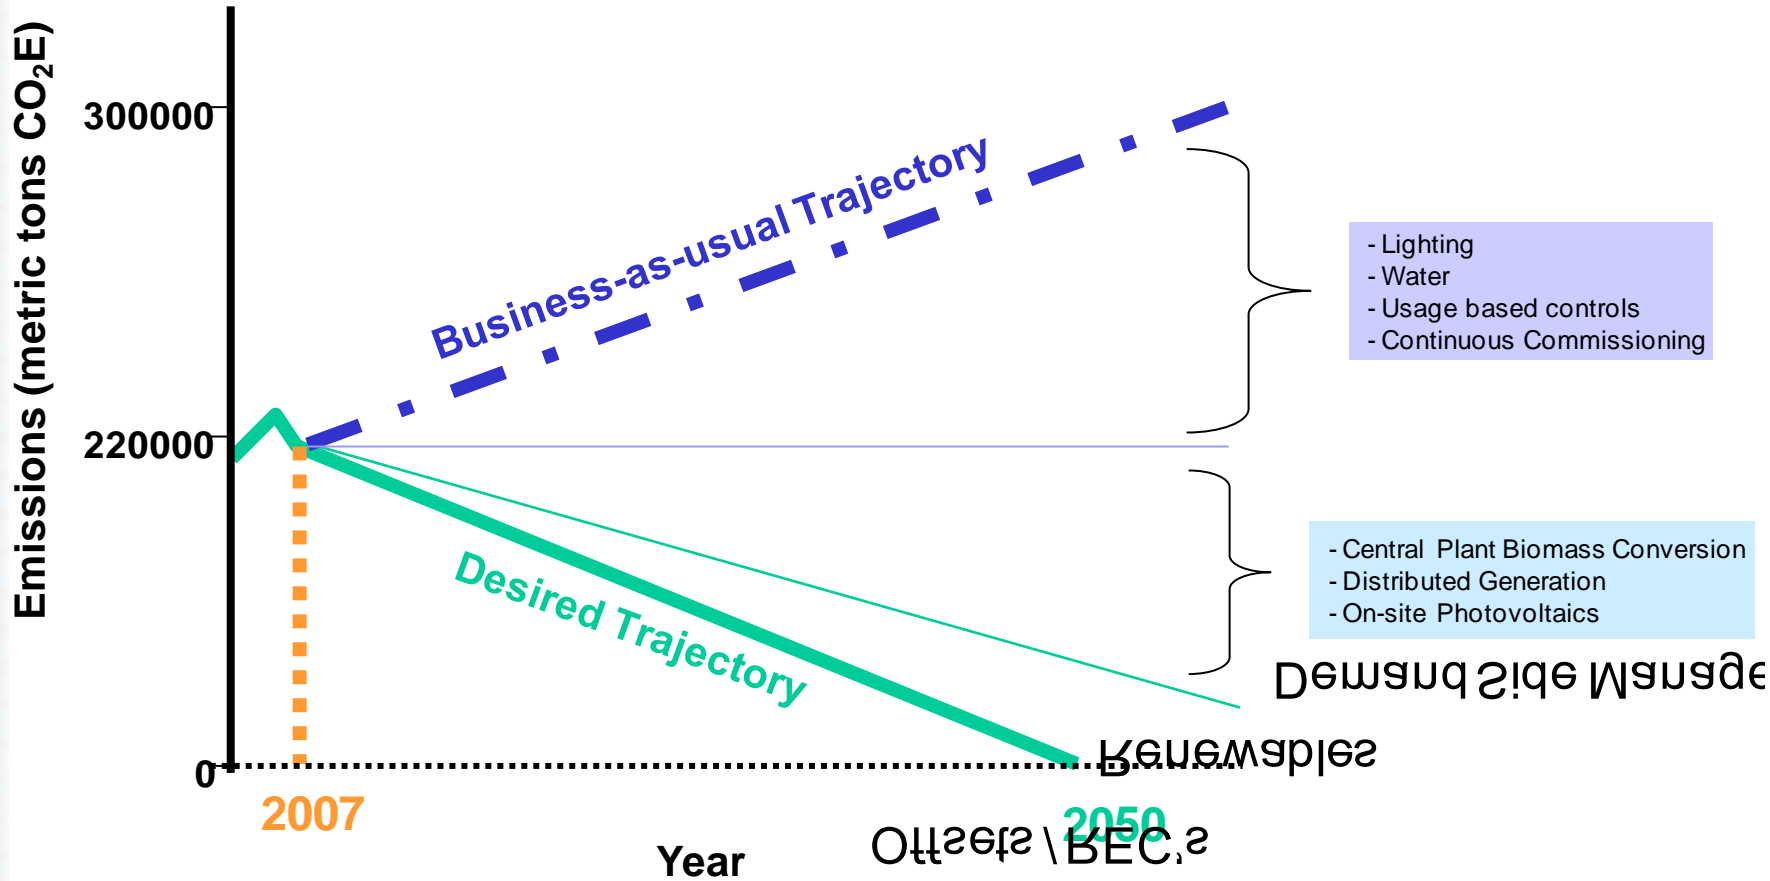 Emissions (metric tons CO₂E)
300000
220000
0
Business-as-usual Trajectory
Desired Trajectory
- Lighting
- Water
- Usage based controls
- Continuous Commissioning
- Central Plant Biomass Conversion
- Distributed Generation
- On-site Photovoltaics
Demand Side Manage
Renewables
2007
2050
Offsets / REC's
Year